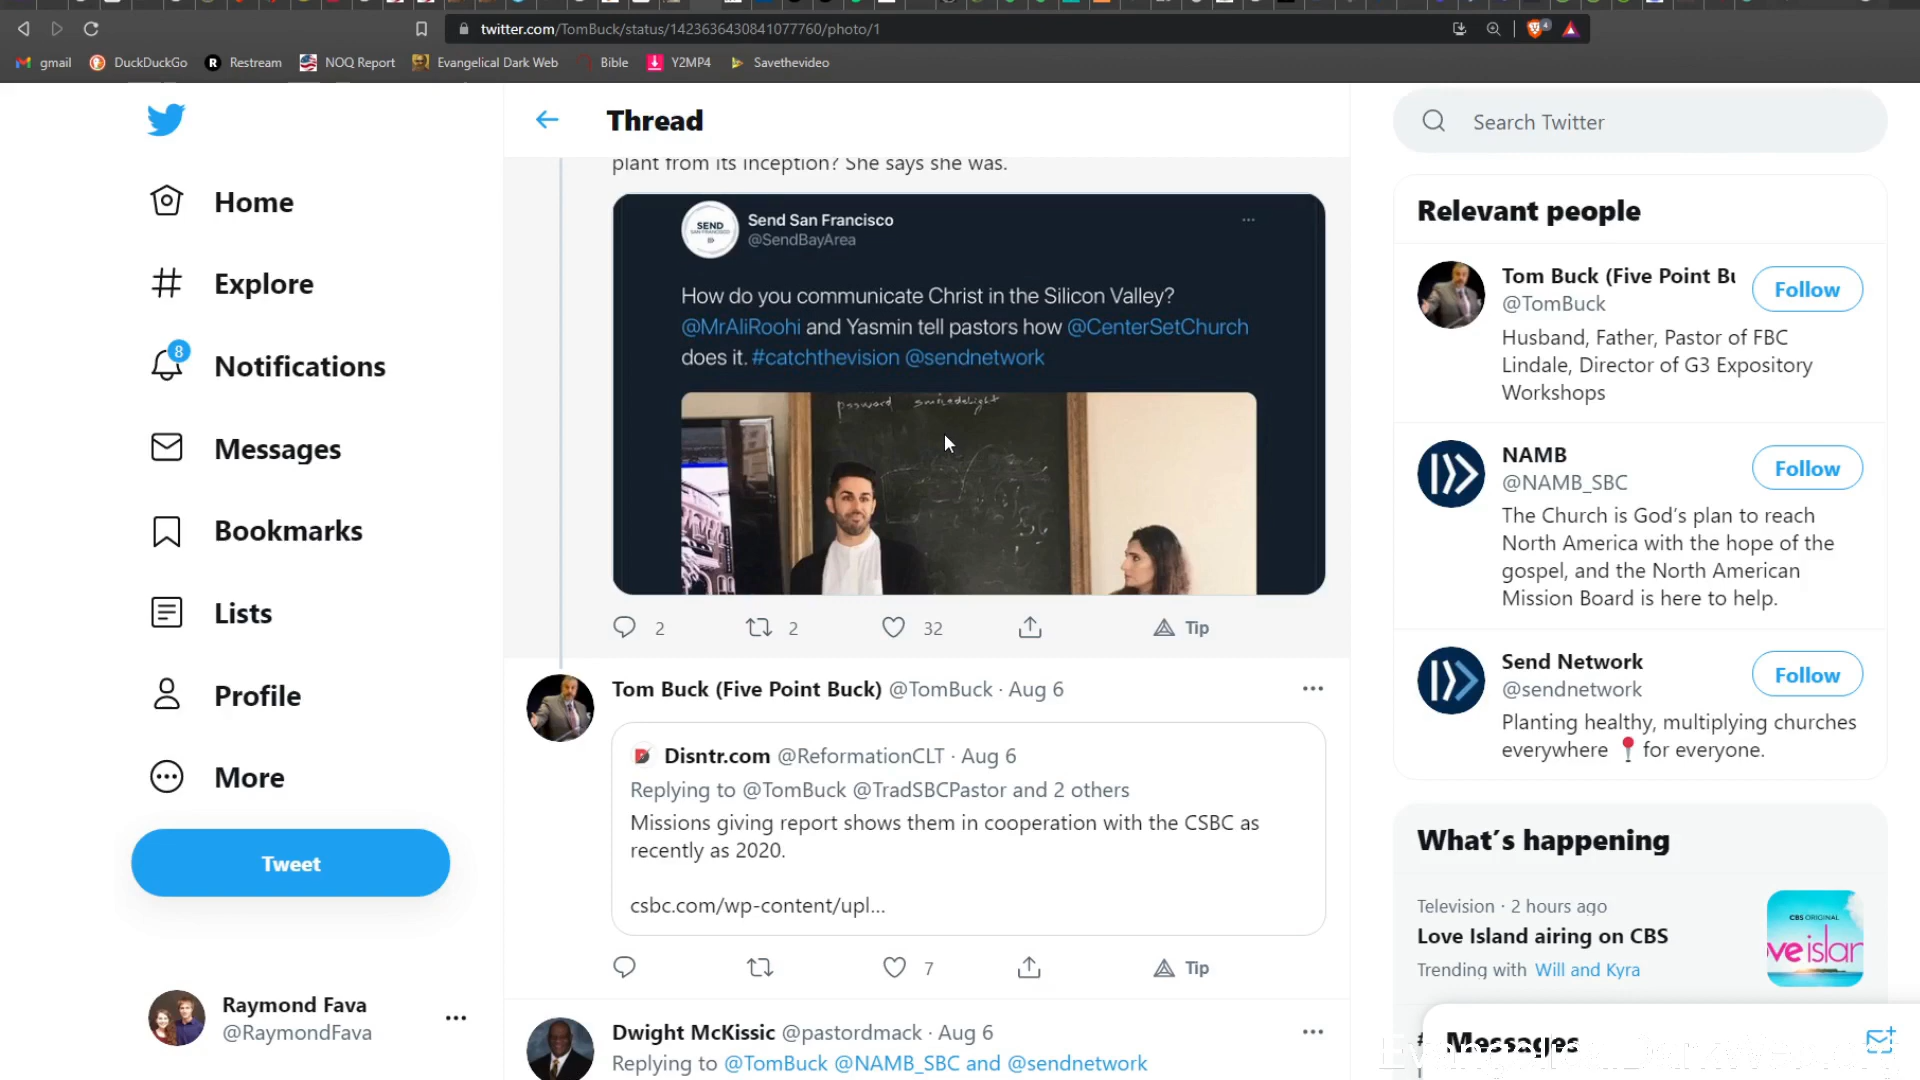 twitter.com/TomBuck/status/1423636430841077760/photo/1
4
gmail
DuckDuckGo
Restream
NOQ Report
Evangelical Dark Web
Bible
Y2MP4
Savethevideo
Home
Explore
8
Notifications
Messages
Bookmarks
Lists
Profile
More
Tweet
Raymond Fava
@RaymondFava
Thread
plant from its inception? She says she was.
SEND
Send San Francisco
@SendBayArea
How do you communicate Christ in the Silicon Valley?
@MrAliRoohi and Yasmin tell pastors how @CenterSetChurch
does it. #catchthevision @sendnetwork
2
2
32
Tip
Tom Buck (Five Point Buck) @TomBuck · Aug 6
Disntr.com @ReformationCLT · Aug 6
Replying to @TomBuck @TradSBCPastor and 2 others
Missions giving report shows them in cooperation with the CSBC as
recently as 2020.
csbc.com/wp-content/upl...
7
Tip
Dwight McKissic @pastordmack · Aug 6
Replying to @TomBuck @NAMB_SBC and @sendnetwork
Search Twitter
Relevant people
Tom Buck (Five Point Bu
@TomBuck
Follow
Husband, Father, Pastor of FBC
Lindale, Director of G3 Expository
Workshops
NAMB
@NAMB_SBC
Follow
The Church is God's plan to reach
North America with the hope of the
gospel, and the North American
Mission Board is here to help.
Send Network
@sendnetwork
Follow
Planting healthy, multiplying churches
everywhere 📍 for everyone.
What's happening
Television · 2 hours ago
Love Island airing on CBS
Trending with Will and Kyra
CBS ORIGINAL
ve islar
Messages